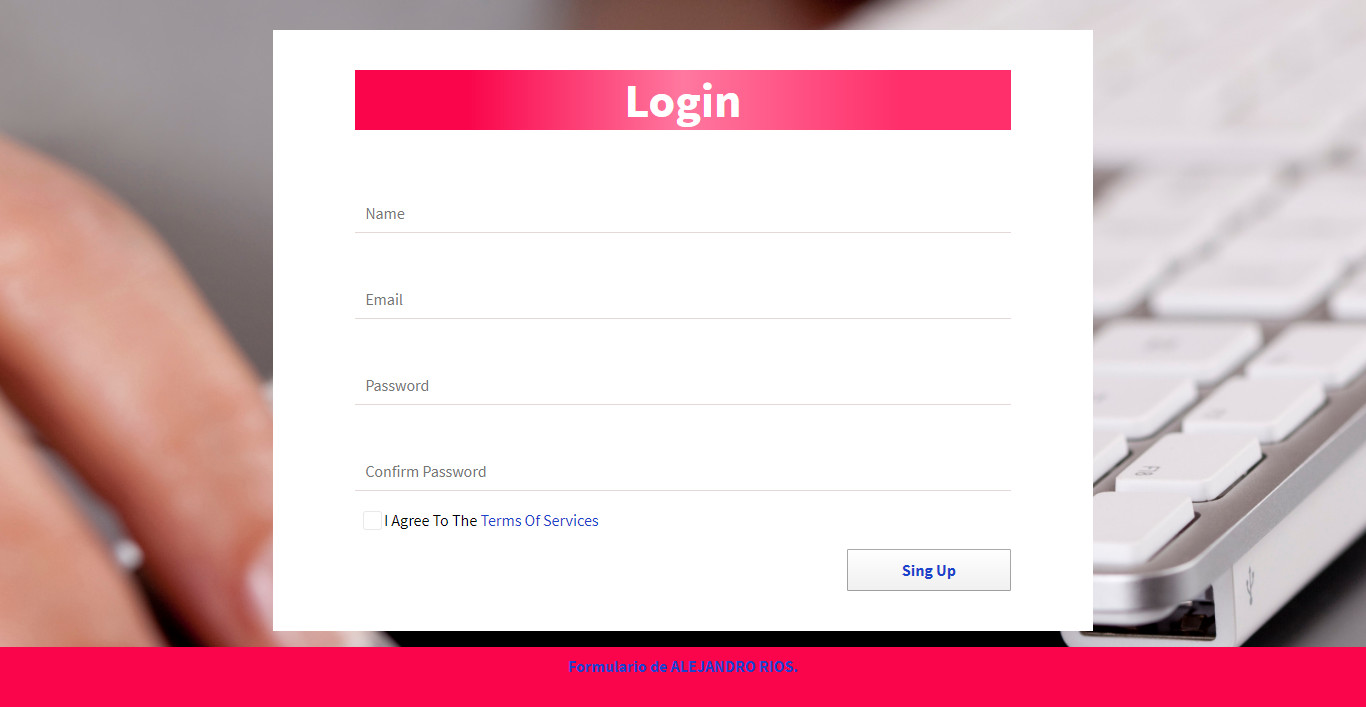 Login
Name
Email
Password
Confirm Password
I Agree To The Terms Of Services
Sing Up
Formulario de ALEJANDRO RIOS.